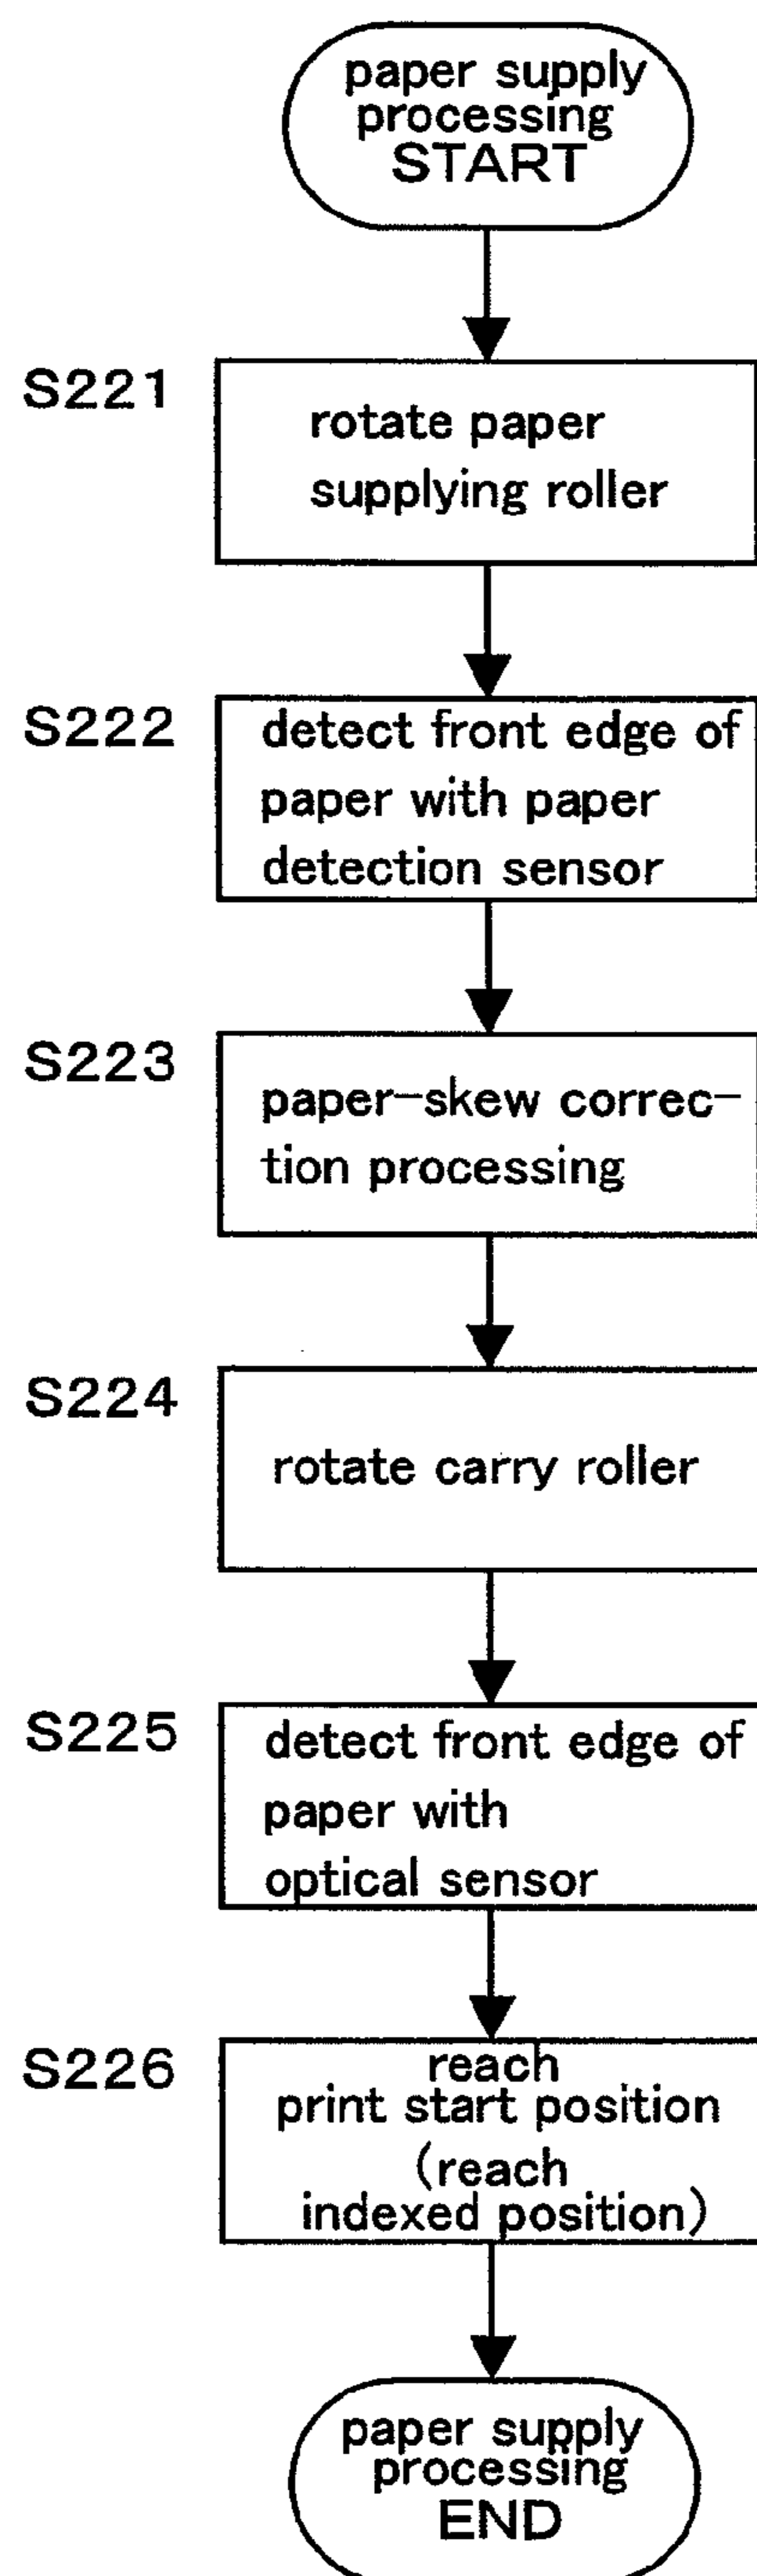 paper supply
processing
START
S221
rotate paper
supplying roller
S222
detect front edge of
paper with paper
detection sensor
S223
paper-skew correc-
tion processing
S224
rotate carry roller
S225
detect front edge of
paper with
optical sensor
S226
reach
print start position
(reach
indexed position)
paper supply
processing
END